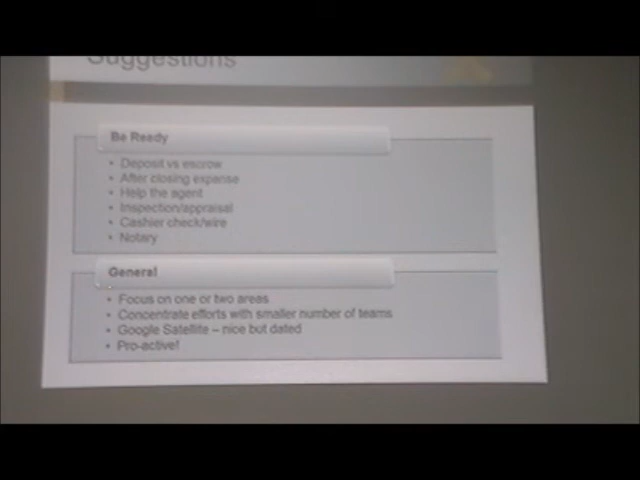 Suggestions
Be Ready
• Deposit vs escrow
• After closing expense
• Help the agent
• Inspection/appraisal
• Cashier check/wire
• Notary
General
• Focus on one or two areas
• Concentrate efforts with smaller number of teams
• Google Satellite – nice but dated
• Pro-active!